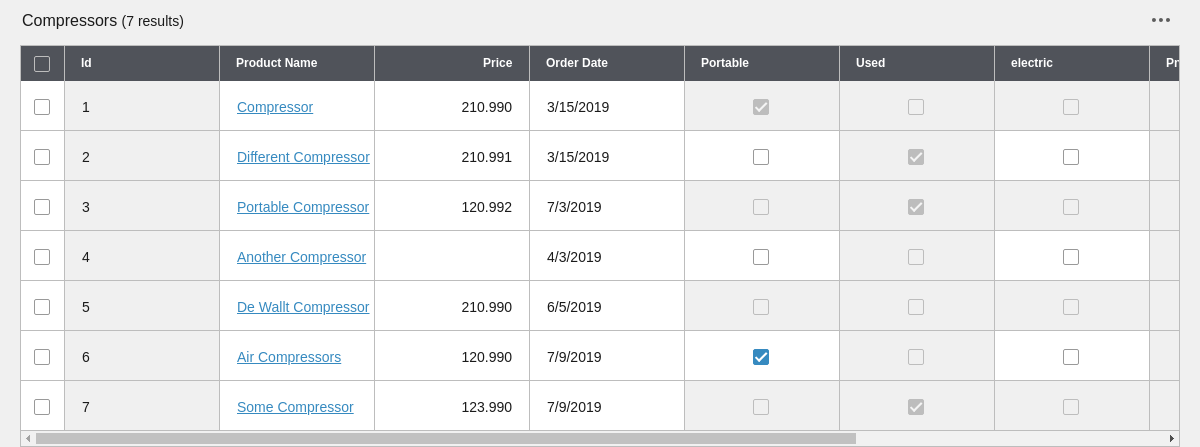 Compressors (7 results)
Id Product Name Price Order Date Portable Used electric
1 Compressor 210.990 3/15/2019
2 Different Compressor 210.991 3/15/2019
3 Portable Compressor 120.992 7/3/2019
4 Another Compressor 4/3/2019
5 De Wallt Compressor 210.990 6/5/2019
6 Air Compressors 120.990 7/9/2019
7 Some Compressor 123.990 7/9/2019